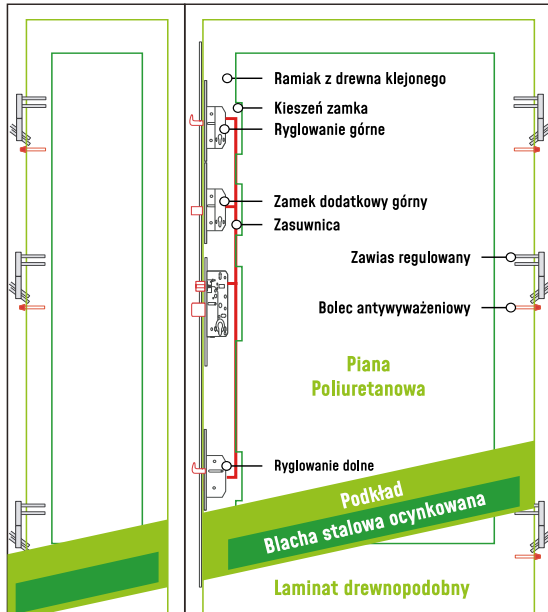 Ramiak z drewna klejonego
Kieszeń zamka
Ryglowanie górne
Zamek dodatkowy górny
Zasuwnica
Zawias regulowany
Bolec antywyważeniowy
Piana
Poliuretanowa
Ryglowanie dolne
Podkład
Blacha stalowa ocynkowana
Laminat drewnopodobny